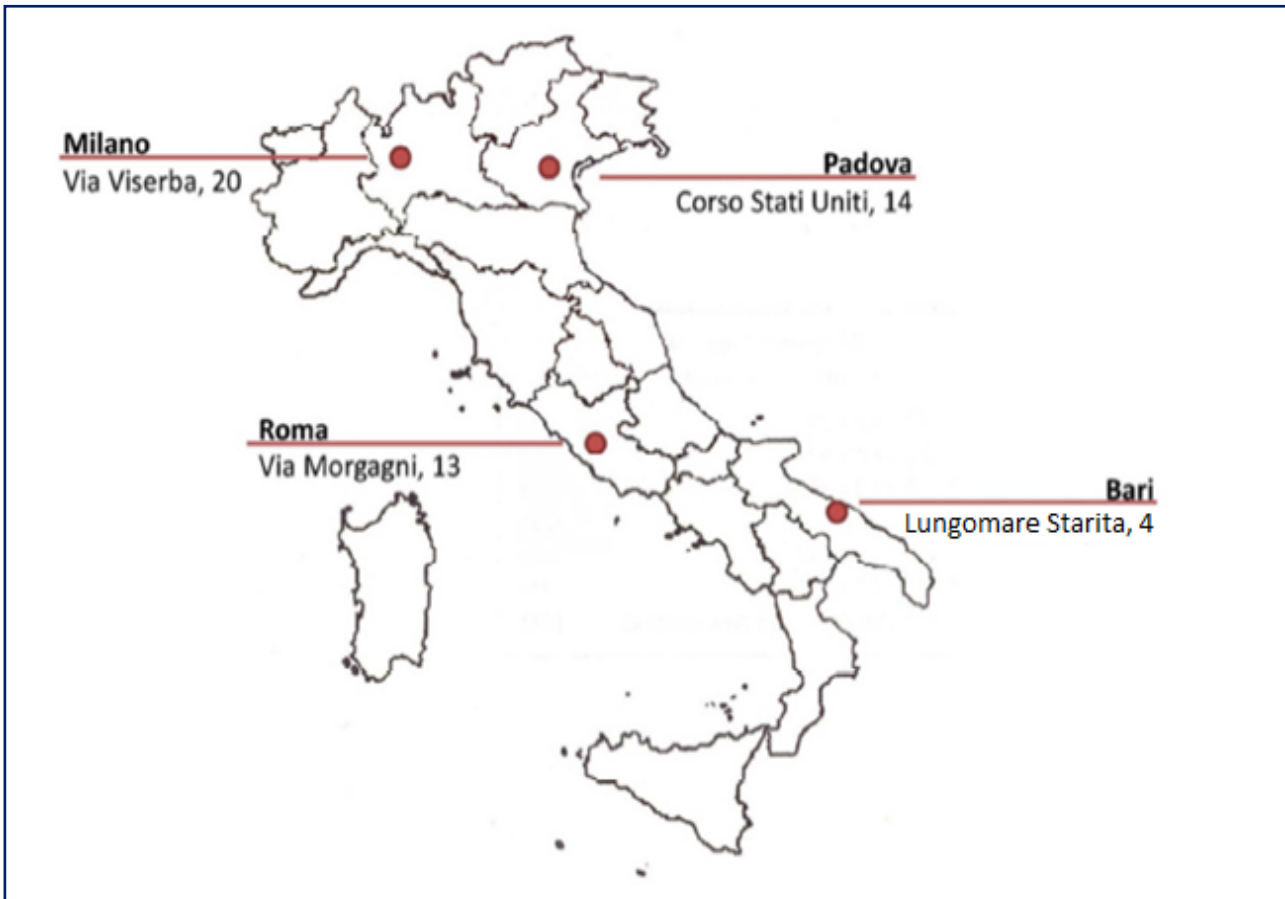 Milano
Via Viserba, 20
Padova
Corso Stati Uniti, 14
Roma
Via Morgagni, 13
Bari
Lungomare Starita, 4